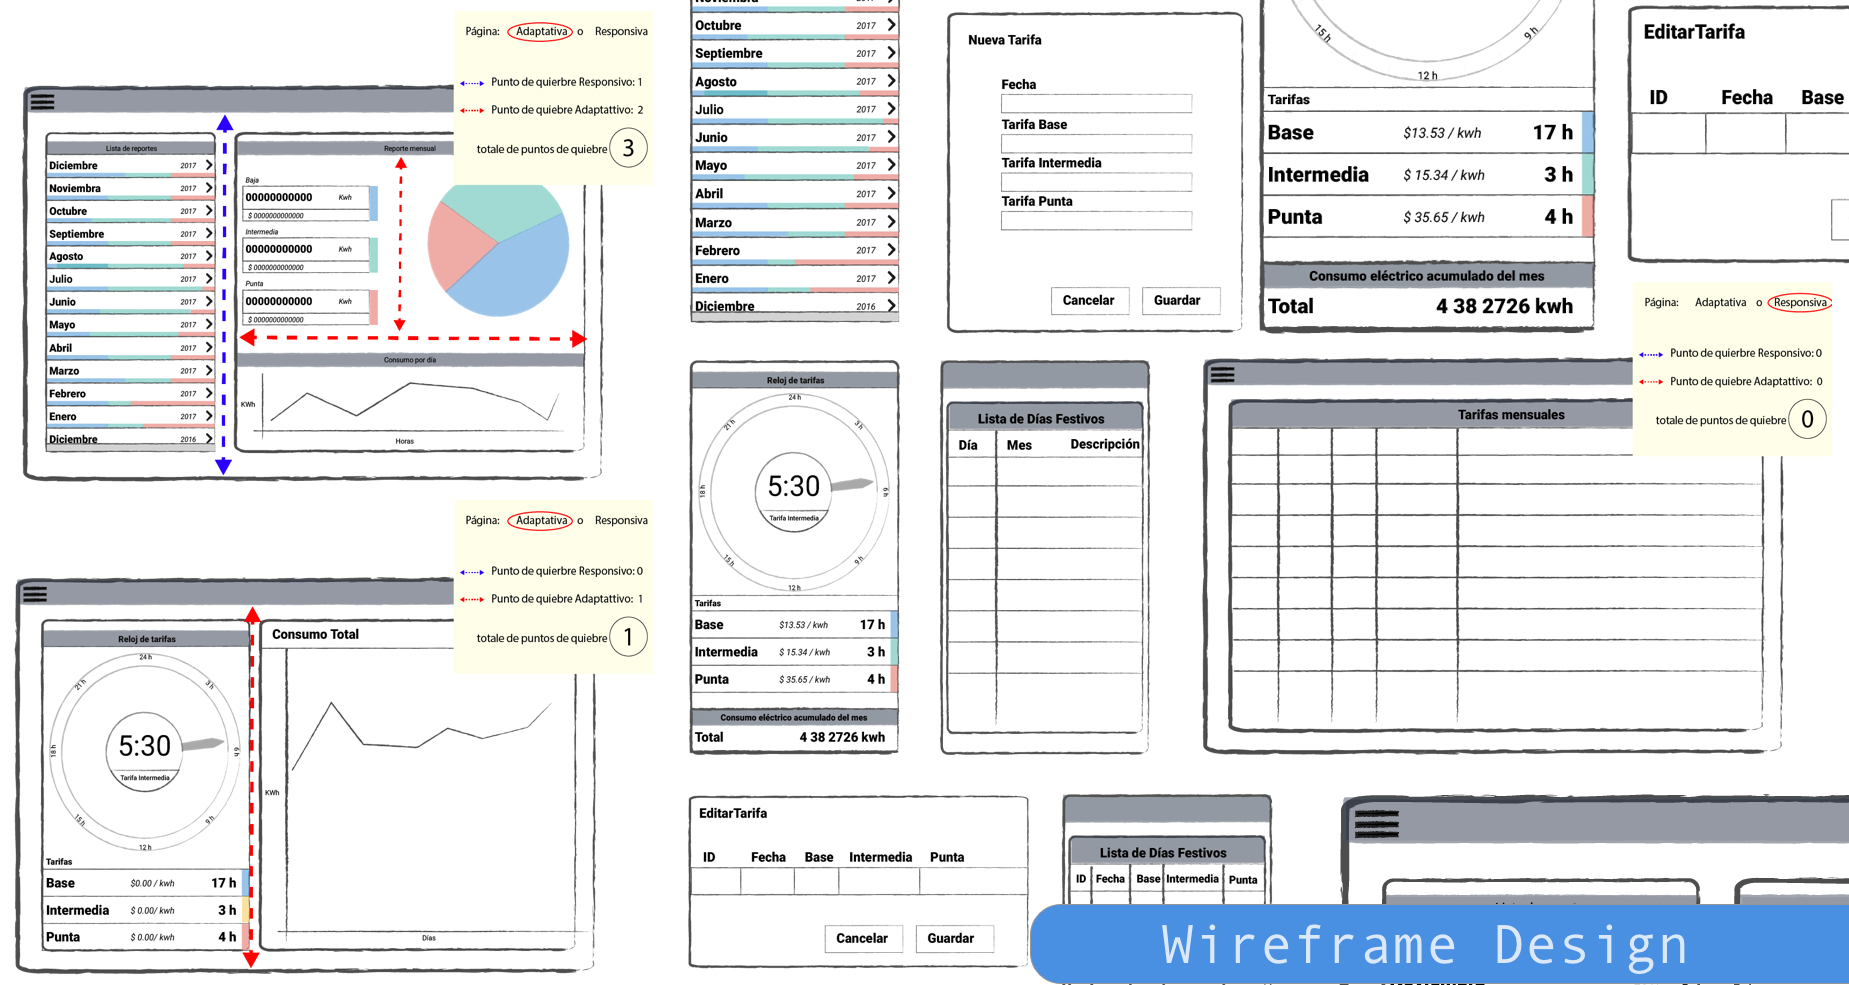 Página: Adaptativa o Responsiva
Punto de quierbre Responsivo: 1
Punto de quiebre Adaptattivo: 2
totale de puntos de quiebre 3
Lista de reportes
Diciembre 2017
Noviembra 2017
Octubre 2017
Septiembre 2017
Agosto 2017
Julio 2017
Junio 2017
Mayo 2017
Abril 2017
Marzo 2017
Febrero 2017
Enero 2017
Diciembre 2016
Reporte mensual
Baja
00000000000 Kwh
$ 0000000000000
Intermedia
00000000000 Kwh
$ 0000000000000
Punta
00000000000 Kwh
$ 0000000000000
Consumo por día
KWh
Horas
Página: Adaptativa o Responsiva
Punto de quierbre Responsivo: 0
Punto de quiebre Adaptattivo: 1
totale de puntos de quiebre 1
Reloj de tarifas
24 h
3 h
6 h
9 h
12 h
15 h
18 h
21 h
5:30
Tarifa Intermedia
Tarifas
Base $0.00 / kwh 17 h
Intermedia $ 0.00/ kwh 3 h
Punta $ 0.00/ kwh 4 h
Consumo Total
KWh
Días
Octubre 2017
Septiembre 2017
Agosto 2017
Julio 2017
Junio 2017
Mayo 2017
Abril 2017
Marzo 2017
Febrero 2017
Enero 2017
Diciembre 2016
Nueva Tarifa
Fecha
Tarifa Base
Tarifa Intermedia
Tarifa Punta
Cancelar Guardar
15 h
12 h
9 h
Tarifas
Base $13.53 / kwh 17 h
Intermedia $ 15.34 / kwh 3 h
Punta $ 35.65 / kwh 4 h
Consumo eléctrico acumulado del mes
Total 4 38 2726 kwh
EditarTarifa
ID Fecha Base
Página: Adaptativa o Responsiva
Punto de quierbre Responsivo: 0
Punto de quiebre Adaptattivo: 0
totale de puntos de quiebre 0
Reloj de tarifas
24 h
3 h
6 h
9 h
12 h
15 h
18 h
21 h
5:30
Tarifa Intermedia
Tarifas
Base $13.53 / kwh 17 h
Intermedia $ 15.34 / kwh 3 h
Punta $ 35.65 / kwh 4 h
Consumo eléctrico acumulado del mes
Total 4 38 2726 kwh
Lista de Días Festivos
Día Mes Descripción
Tarifas mensuales
EditarTarifa
ID Fecha Base Intermedia Punta
Cancelar Guardar
Lista de Días Festivos
ID Fecha Base Intermedia Punta
Wireframe Design